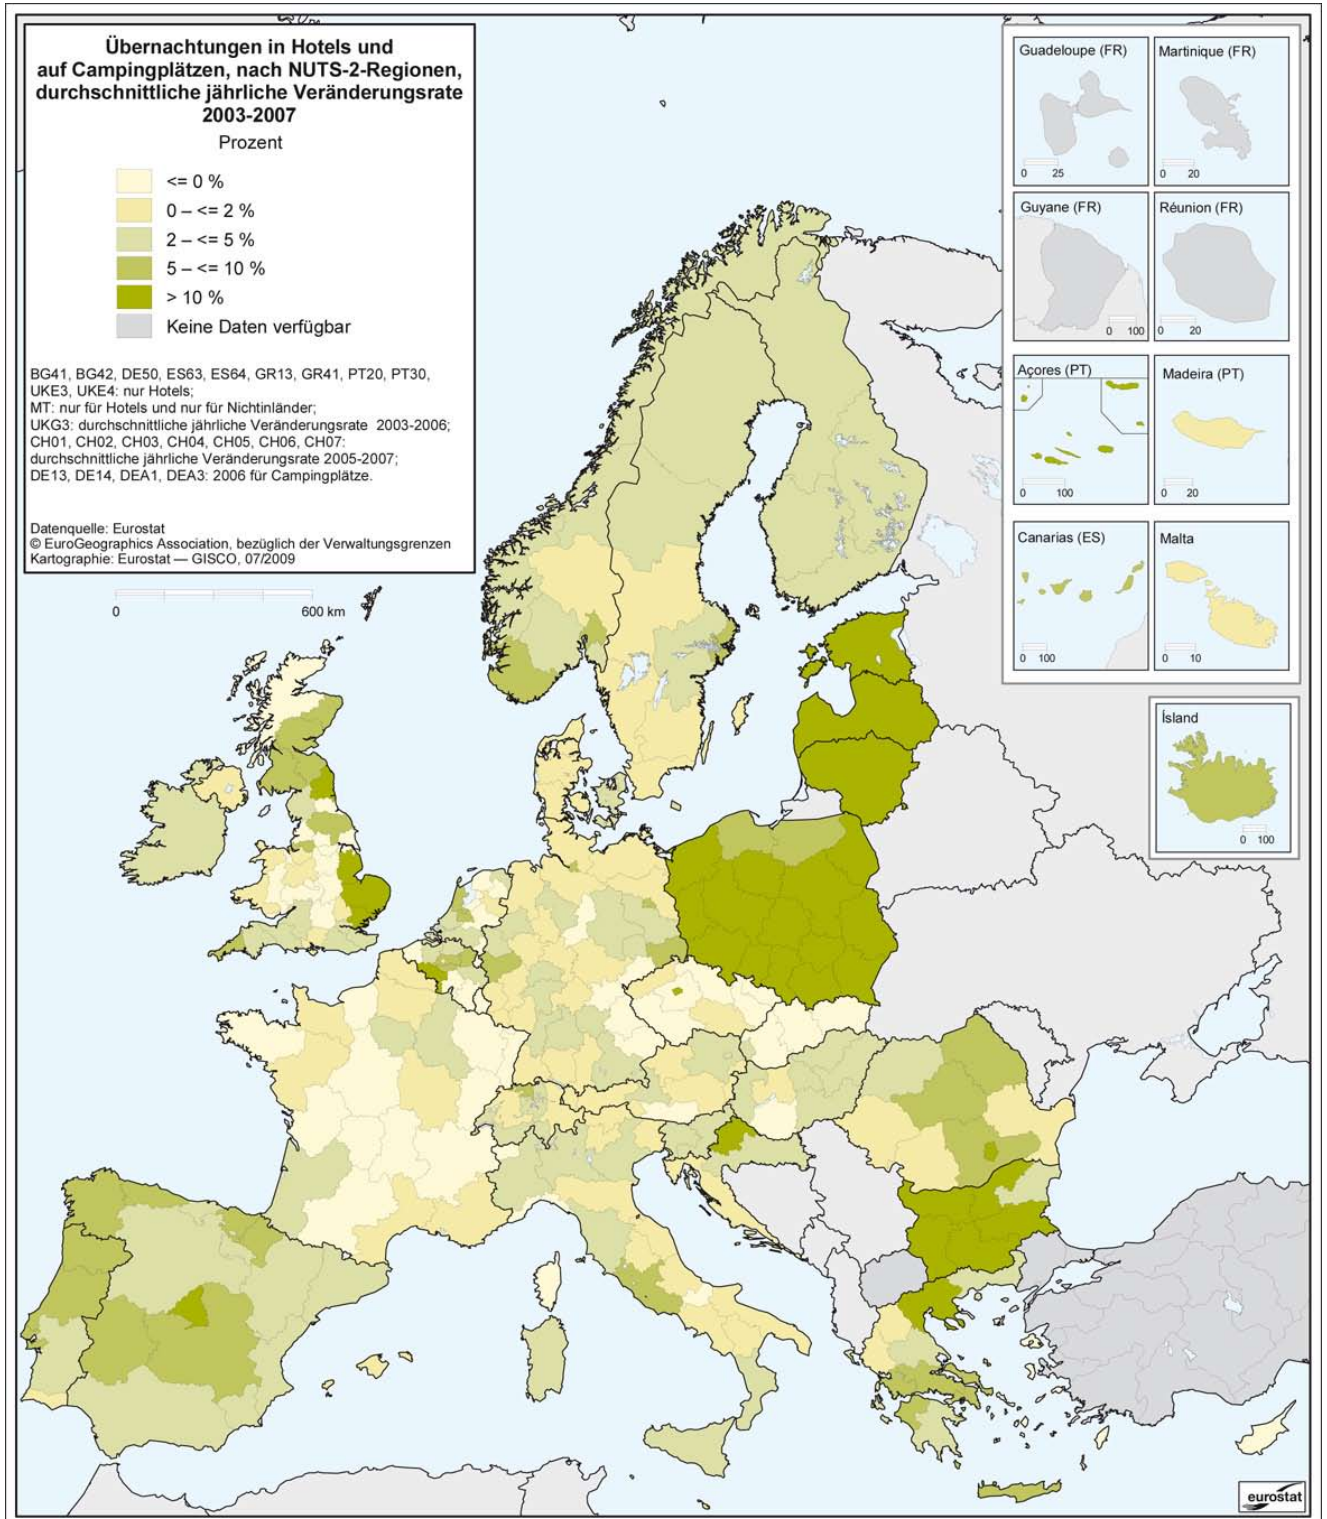 Übernachtungen in Hotels und
auf Campingplätzen, nach NUTS-2-Regionen,
durchschnittliche jährliche Veränderungsrate
2003-2007
Prozent
<= 0 %
0 – <= 2 %
2 – <= 5 %
5 – <= 10 %
> 10 %
Keine Daten verfügbar
BG41, BG42, DE50, ES63, ES64, GR13, GR41, PT20, PT30,
UKE3, UKE4: nur Hotels;
MT: nur für Hotels und nur für Nichtinländer;
UKG3: durchschnittliche jährliche Veränderungsrate 2003-2006;
CH01, CH02, CH03, CH04, CH05, CH06, CH07:
durchschnittliche jährliche Veränderungsrate 2005-2007;
DE13, DE14, DEA1, DEA3: 2006 für Campingplätze.
Datenquelle: Eurostat
© EuroGeographics Association, bezüglich der Verwaltungsgrenzen
Kartographie: Eurostat — GISCO, 07/2009
0 600 km
Guadeloupe (FR)
0 25
Martinique (FR)
0 20
Guyane (FR)
0 100
Réunion (FR)
0 20
Açores (PT)
0 100
Madeira (PT)
0 20
Canarias (ES)
0 100
Malta
0 10
Ísland
0 100
eurostat